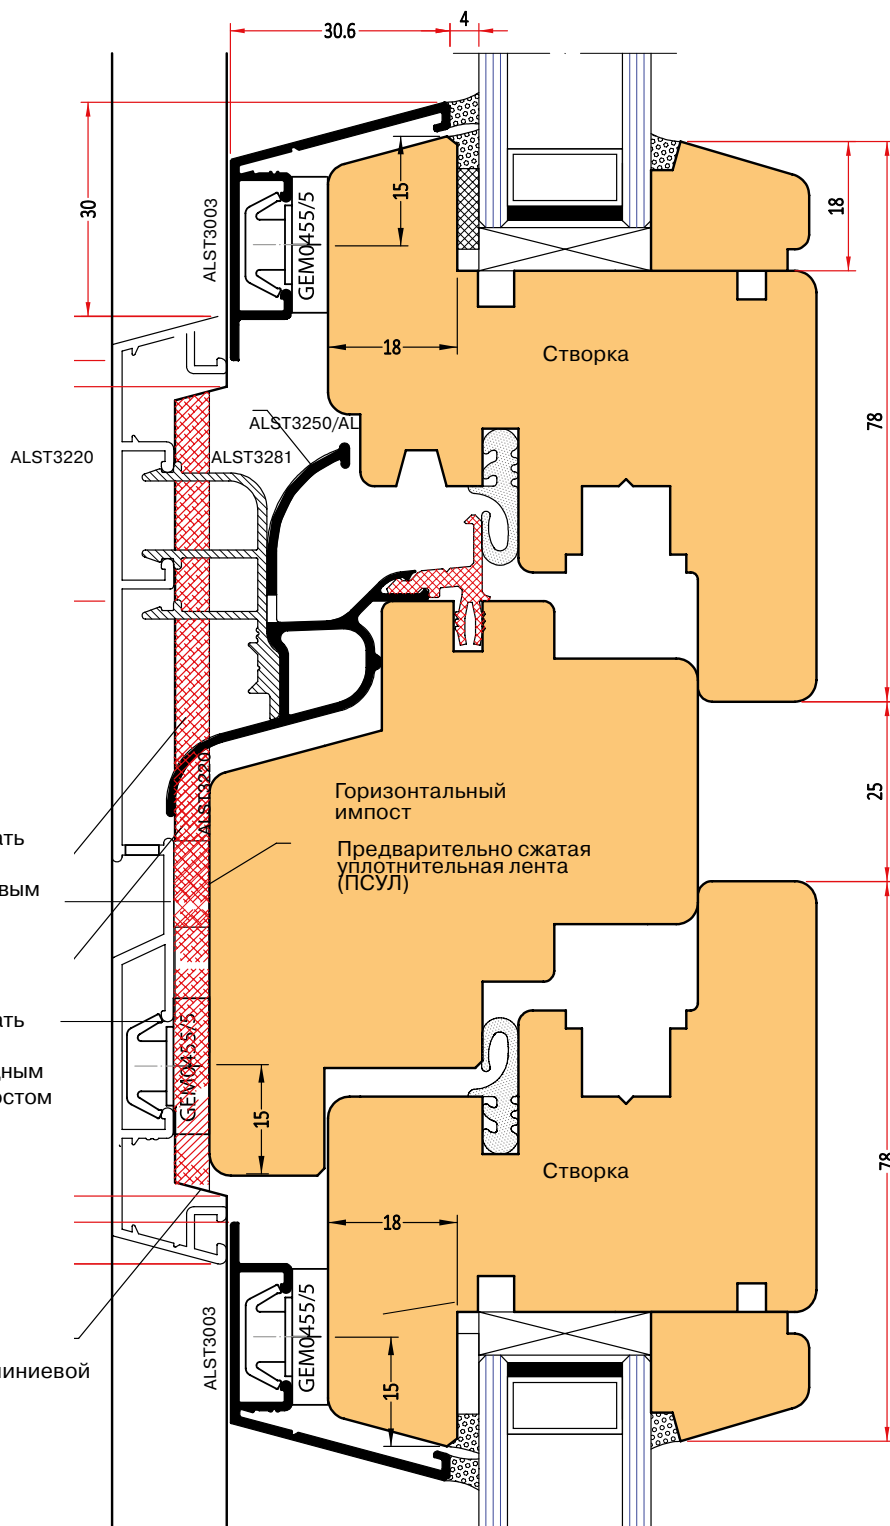 30.6
4
30
ALST3003
GEM0455/5
15
18
18
Створка
78
ALST3250/AL
ALST3220
ALST3281
ALST3220
Горизонтальный
импост
25
ать
Предварительно сжатая
уплотнительная лента
(ПСУЛ)
вым
ать
GEM0455/5
дным
остом
15
Створка
78
18
ALST3003
GEM0455/5
15
иниевой